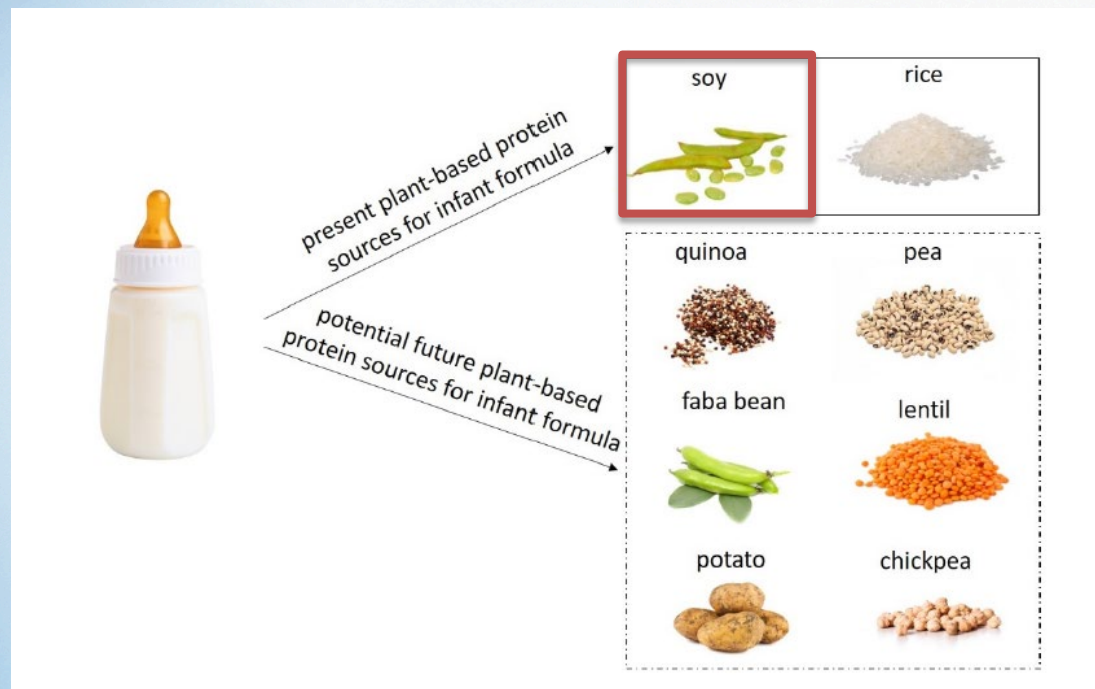 soy
rice
present plant-based protein
sources for infant formula
quinoa
pea
potential future plant-based
protein sources for infant formula
faba bean
lentil
potato
chickpea